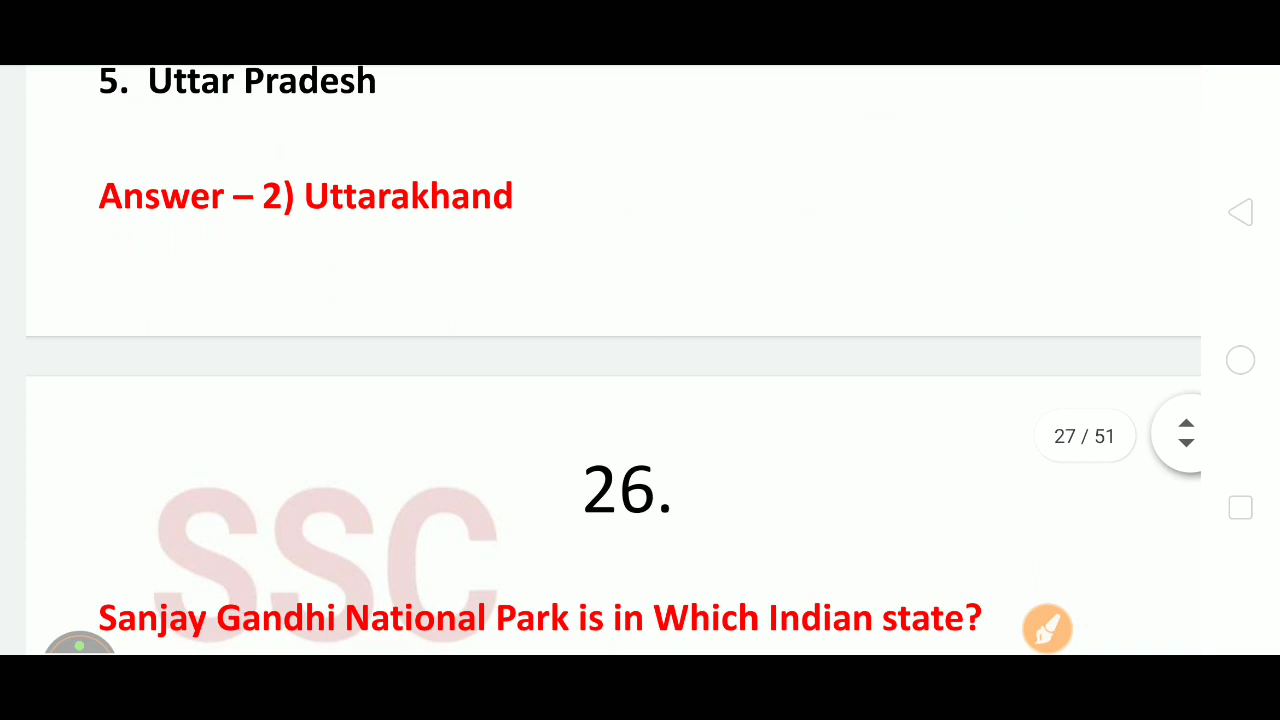 5. Uttar Pradesh
Answer – 2) Uttarakhand
27 / 51
26.
SSC
Sanjay Gandhi National Park is in Which Indian state?